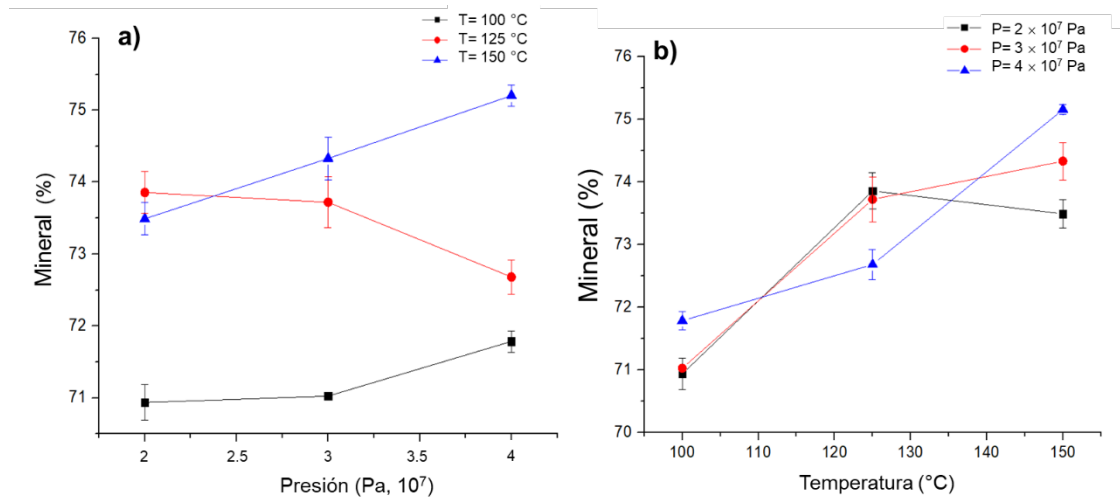 a)
T= 100 °C
T= 125 °C
T= 150 °C
76
75
74
73
72
71
Mineral (%)
2
2.5
3
3.5
4
Presión (Pa, 10⁷)
b)
P= 2 × 10⁷ Pa
P= 3 × 10⁷ Pa
P= 4 × 10⁷ Pa
76
75
74
73
72
71
70
Mineral (%)
100
110
120
130
140
150
Temperatura (°C)